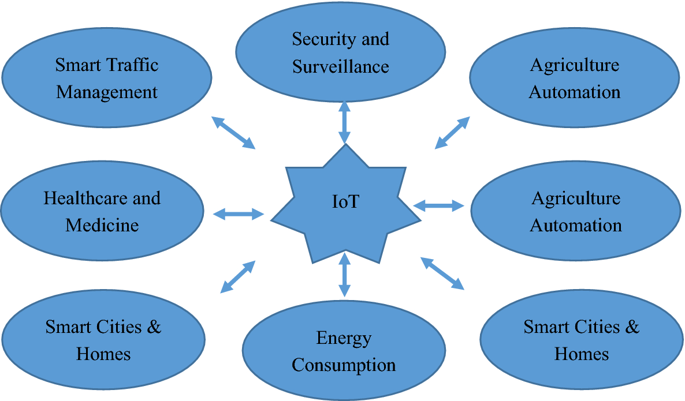 Security and
Surveillance
Smart Traffic
Management
Agriculture
Automation
Healthcare and
Medicine
IoT
Agriculture
Automation
Smart Cities &
Homes
Energy
Consumption
Smart Cities &
Homes